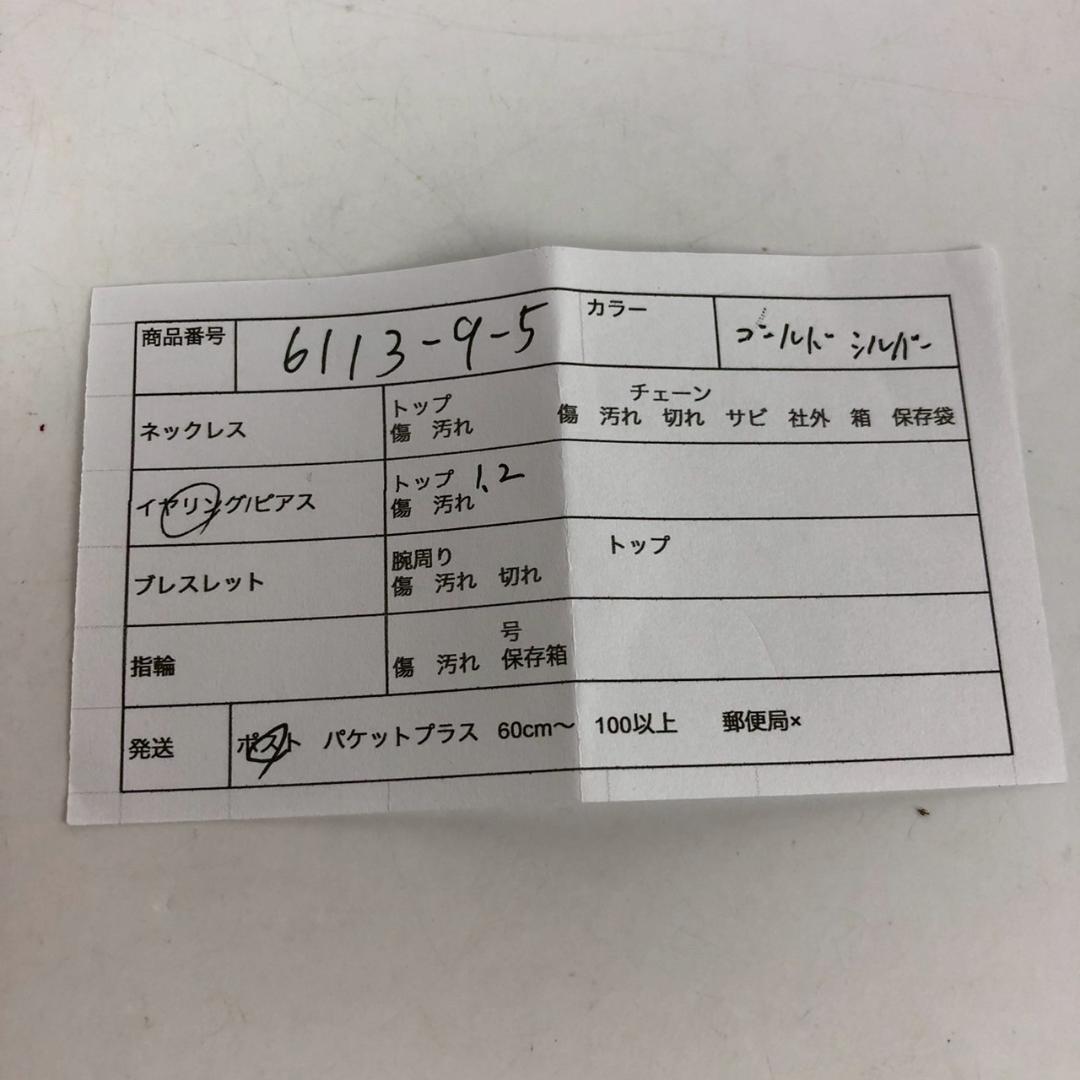 商品番号 6113-9-5 カラー ゴールド シルバー
ネックレス トップ チェーン
傷 汚れ 傷 汚れ 切れ サビ 社外 箱 保存袋
イヤリング/ピアス トップ 1、2
傷 汚れ
ブレスレット 腕周り トップ
傷 汚れ 切れ
指輪 号
傷 汚れ 保存箱
発送 ポスト パケットプラス 60cm～ 100以上 郵便局×